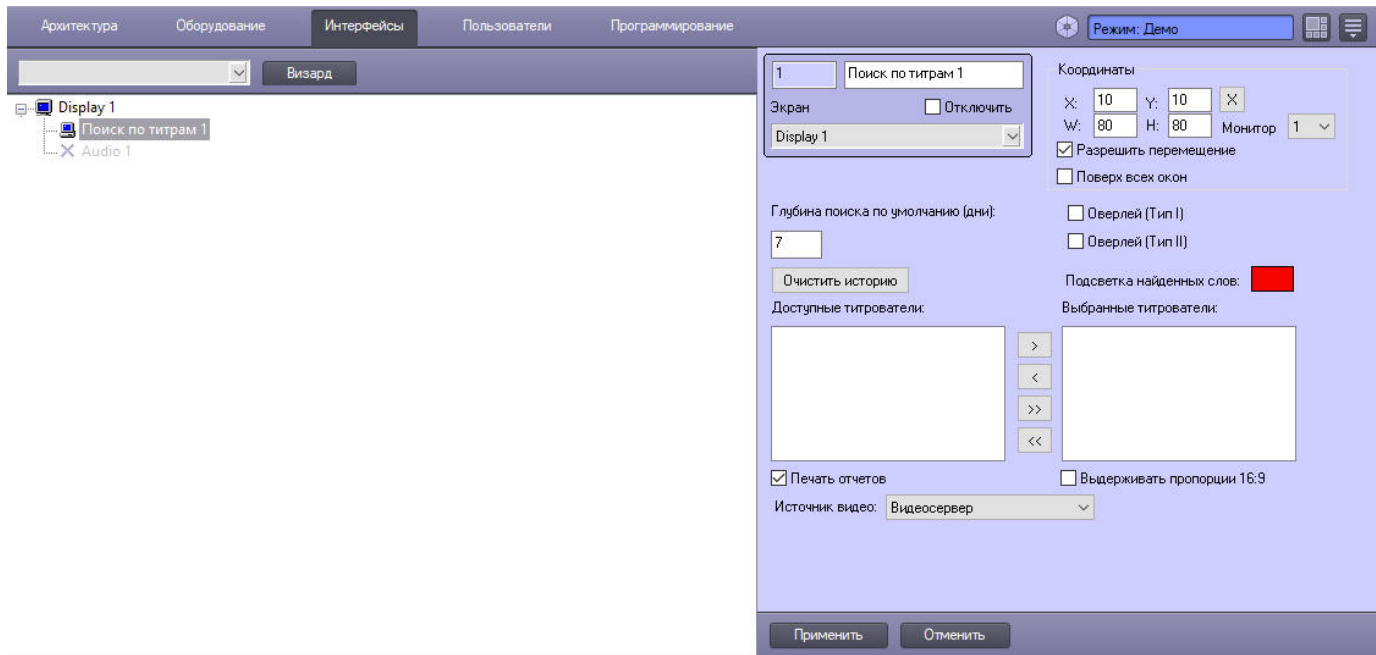 Архитектура Оборудование Интерфейсы Пользователи Программирование Режим: Демо
Визард
Display 1
Поиск по титрам 1
Audio 1
1 Поиск по титрам 1
Экран Отключить
Display 1
Координаты
X: 10 Y: 10 X
W: 80 H: 80 Монитор 1
Разрешить перемещение
Поверх всех окон
Глубина поиска по умолчанию (дни): Оверлей (Тип I)
7 Оверлей (Тип II)
Очистить историю Подсветка найденных слов:
Доступные титрователи: Выбранные титрователи:
>
<
>>
<<
Печать отчетов Выдерживать пропорции 16:9
Источник видео: Видеосервер
Применить Отменить